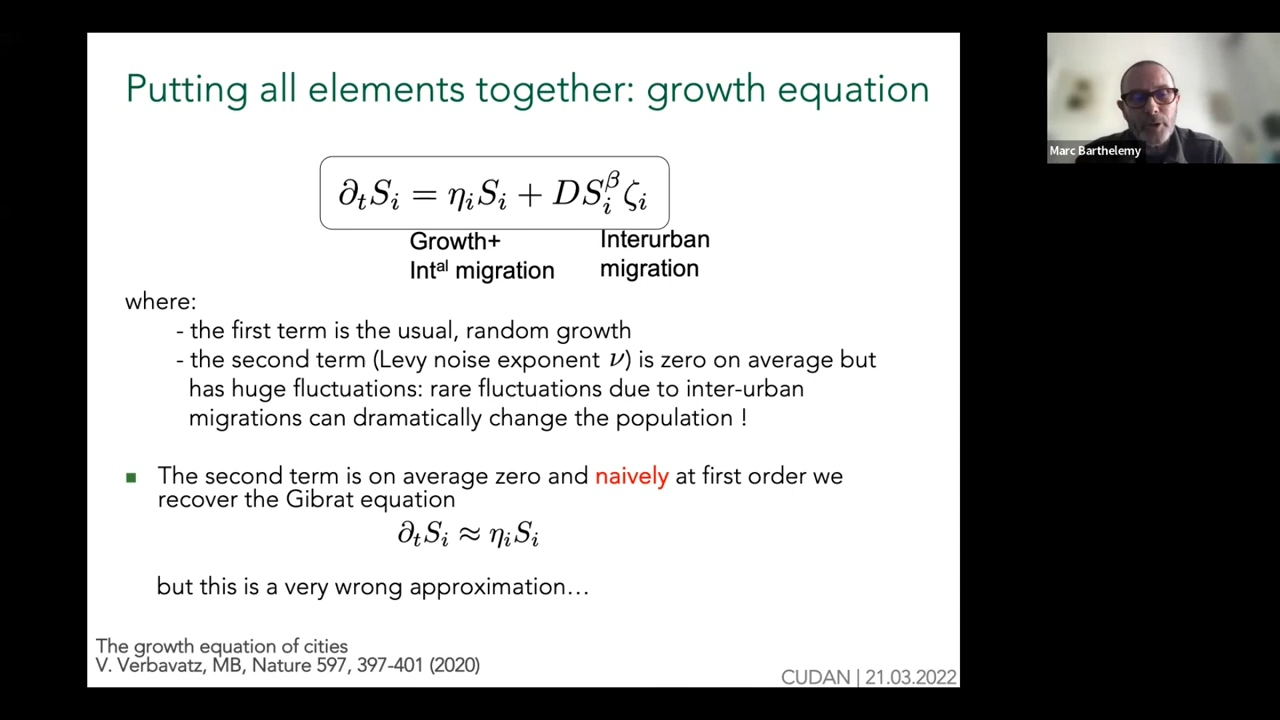 Putting all elements together: growth equation
Marc Barthelemy
∂ₜSᵢ = ηᵢSᵢ + DSᵢ^β ζᵢ
Growth+
Intᵃˡ migration
Interurban
migration
where:
- the first term is the usual, random growth
- the second term (Levy noise exponent ν) is zero on average but
has huge fluctuations: rare fluctuations due to inter-urban
migrations can dramatically change the population !
The second term is on average zero and naively at first order we
recover the Gibrat equation
∂ₜSᵢ ≈ ηᵢSᵢ
but this is a very wrong approximation…
The growth equation of cities
V. Verbavatz, MB, Nature 597, 397-401 (2020)
CUDAN | 21.03.2022